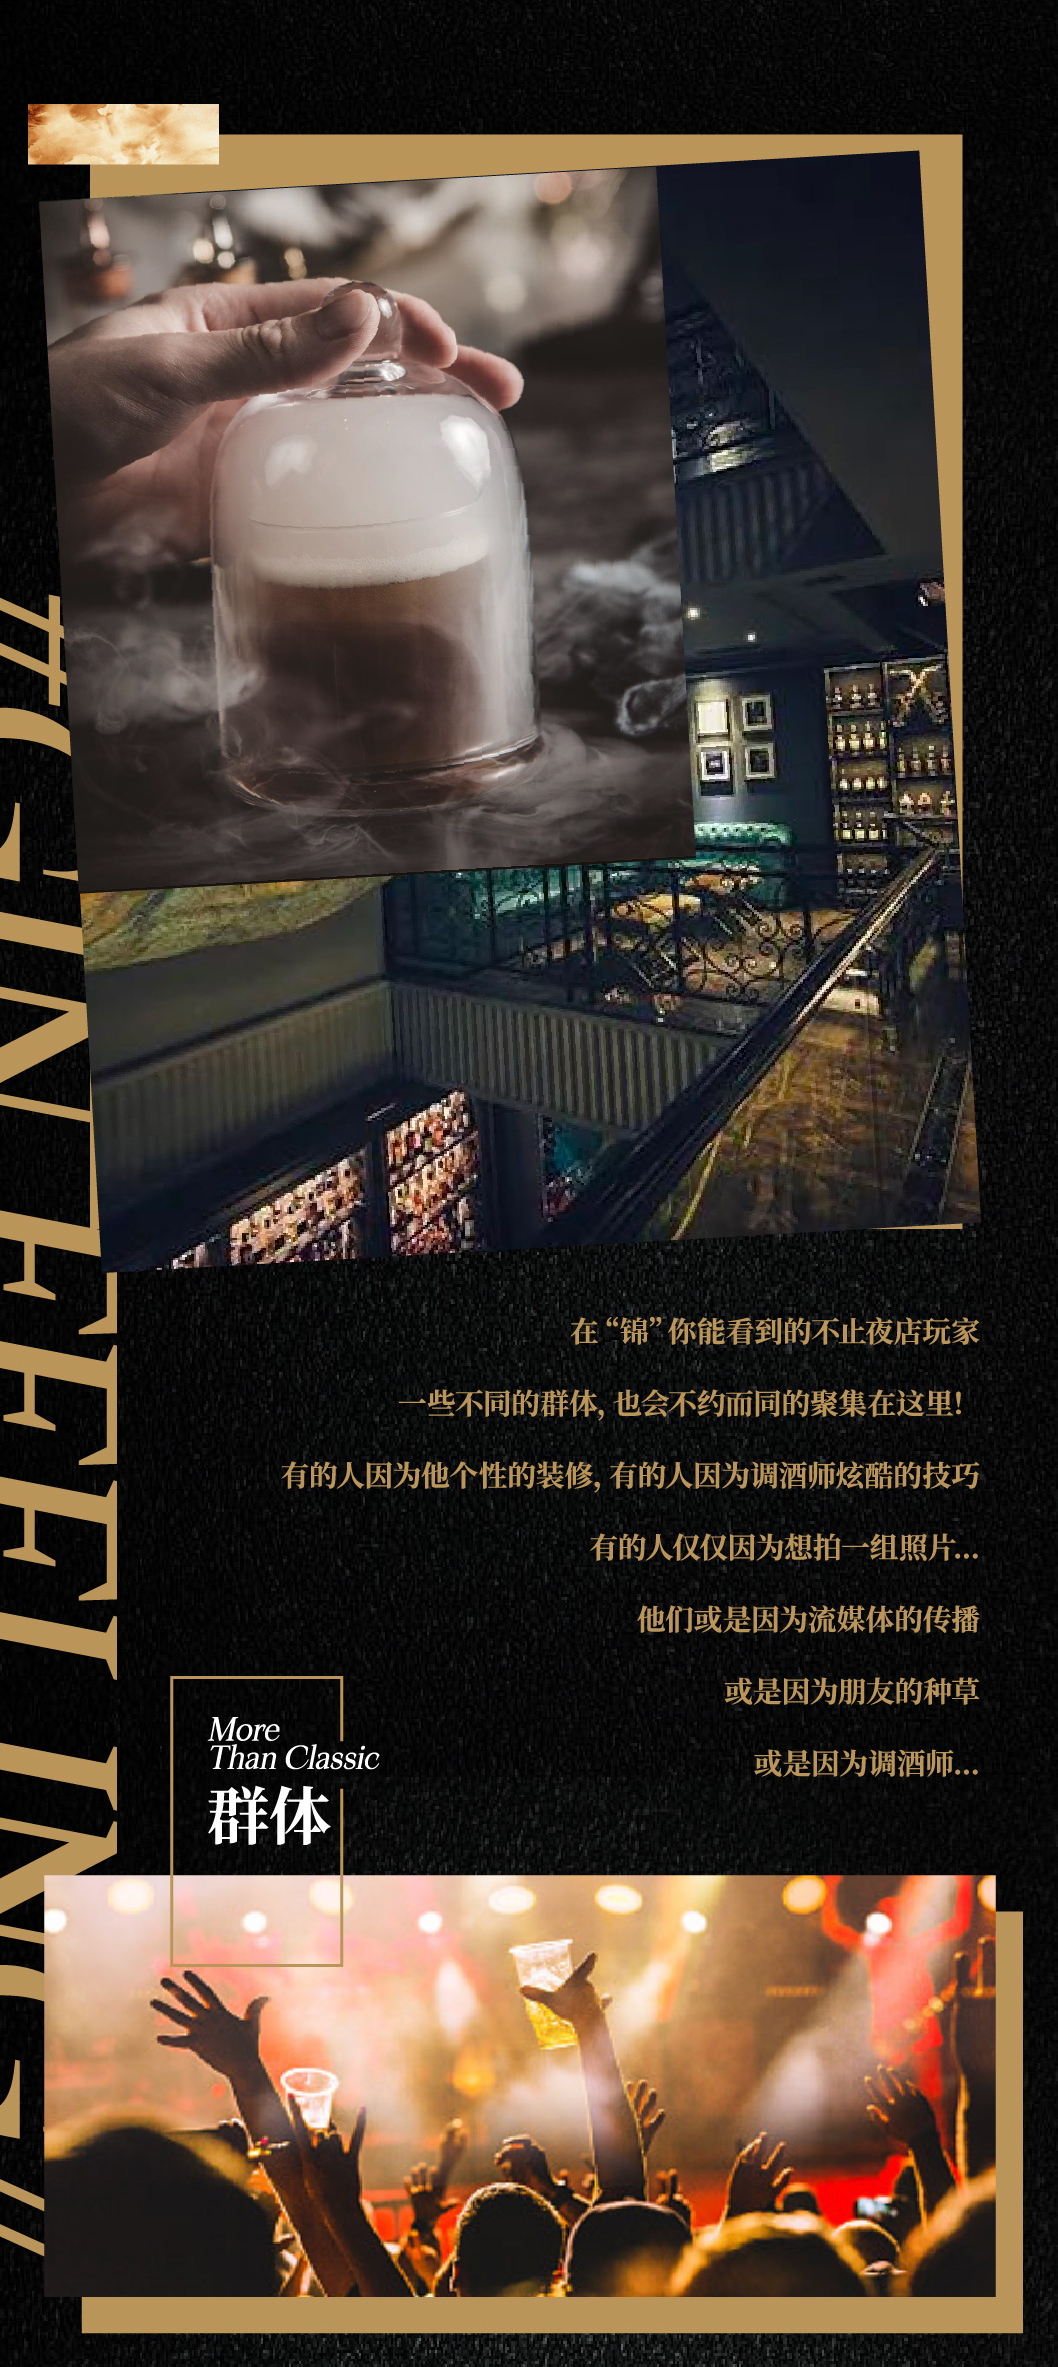 在“锦”你能看到的不止夜店玩家
一些不同的群体，也会不约而同的聚集在这里！
有的人因为他个性的装修，有的人因为调酒师炫酷的技巧
有的人仅仅因为想拍一组照片...
他们或是因为流媒体的传播
或是因为朋友的种草
或是因为调酒师...
More
Than Classic
群体